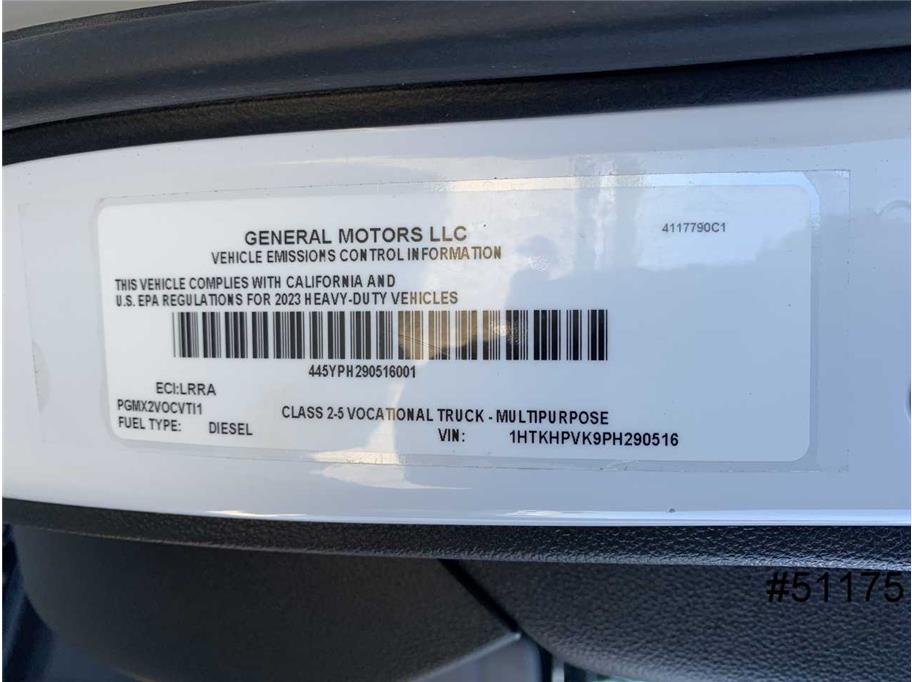 GENERAL MOTORS LLC
4117790C1
VEHICLE EMISSIONS CONTROL INFORMATION
THIS VEHICLE COMPLIES WITH CALIFORNIA AND
U.S. EPA REGULATIONS FOR 2023 HEAVY-DUTY VEHICLES
445YPH290516001
ECI:LRRA
PGMX2VOCVTI1
CLASS 2-5 VOCATIONAL TRUCK - MULTIPURPOSE
FUEL TYPE: DIESEL
VIN: 1HTKHPVK9PH290516
#51175